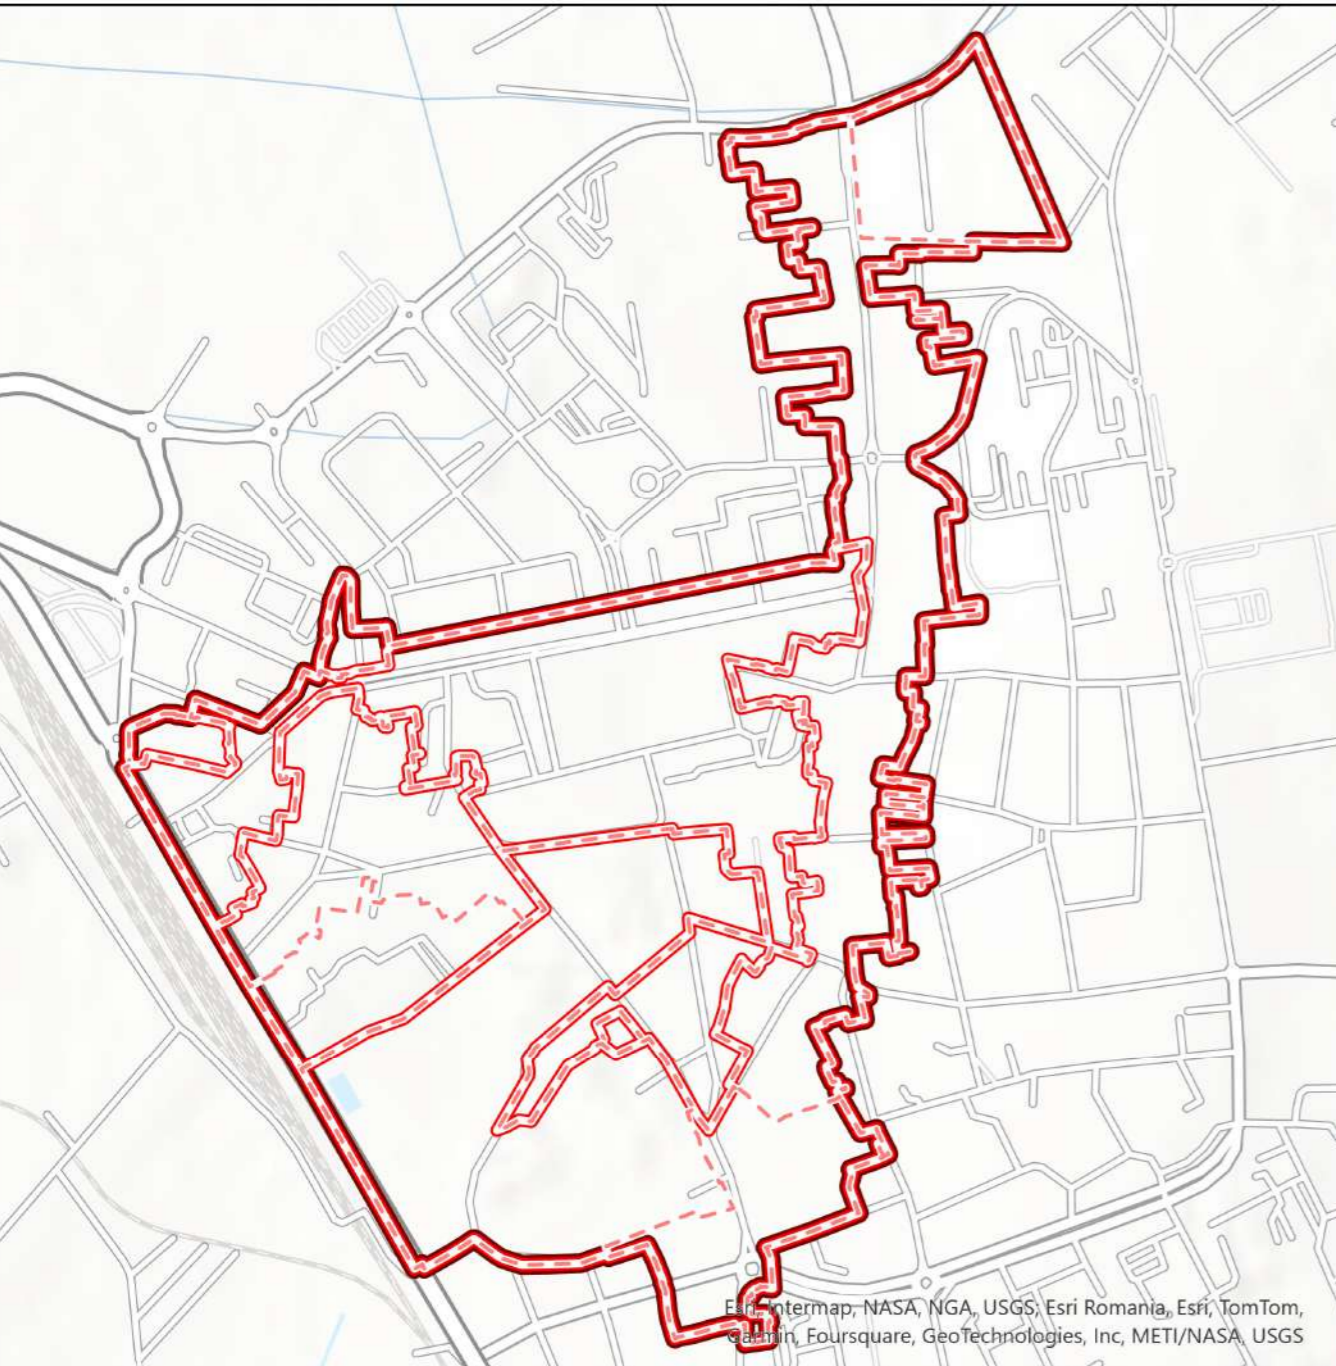 Esri, Intermap, NASA, NGA, USGS; Esri Romania, Esri, TomTom,
Garmin, Foursquare, GeoTechnologies, Inc, METI/NASA, USGS